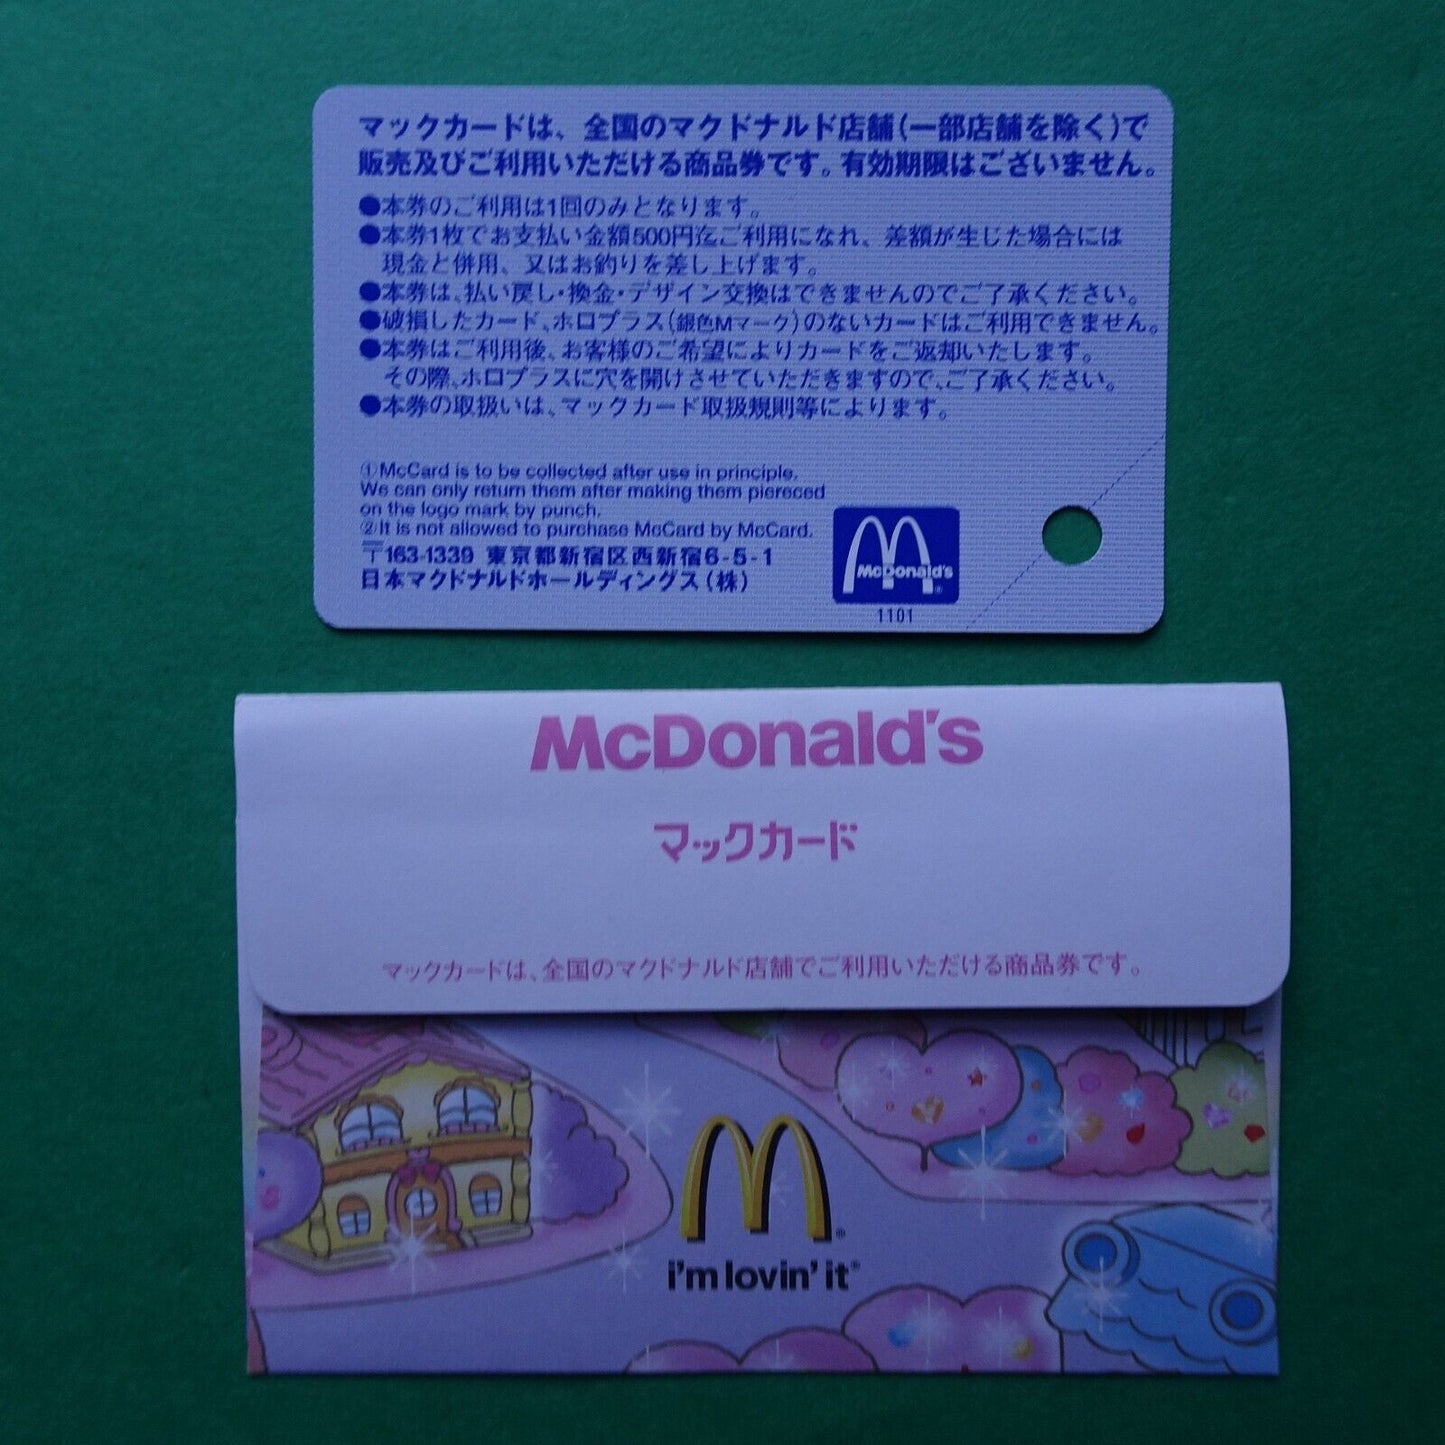 マックカードは、全国のマクドナルド店舗(一部店舗を除く)で
販売及びご利用いただける商品券です。有効期限はございません。
●本券のご利用は1回のみとなります。
●本券1枚でお支払い金額500円迄ご利用になれ、差額が生じた場合には
現金と併用、又はお釣りを差し上げます。
●本券は、払い戻し・換金・デザイン交換はできませんのでご了承ください。
●破損したカード、ホロプラス(銀色Mマーク)のないカードはご利用できません。
●本券はご利用後、お客様のご希望によりカードをご返却いたします。
その際、ホロプラスに穴を開けさせていただきますので、ご了承ください。
●本券の取扱いは、マックカード取扱規則等によります。
①McCard is to be collected after use in principle.
We can only return them after making them piereced
on the logo mark by punch.
②It is not allowed to purchase McCard by McCard.
〒163-1339 東京都新宿区西新宿6-5-1
日本マクドナルドホールディングス(株)
McDonald's®
1101
McDonald's
マックカード
マックカードは、全国のマクドナルド店舗でご利用いただける商品券です。
®
i'm lovin' it®